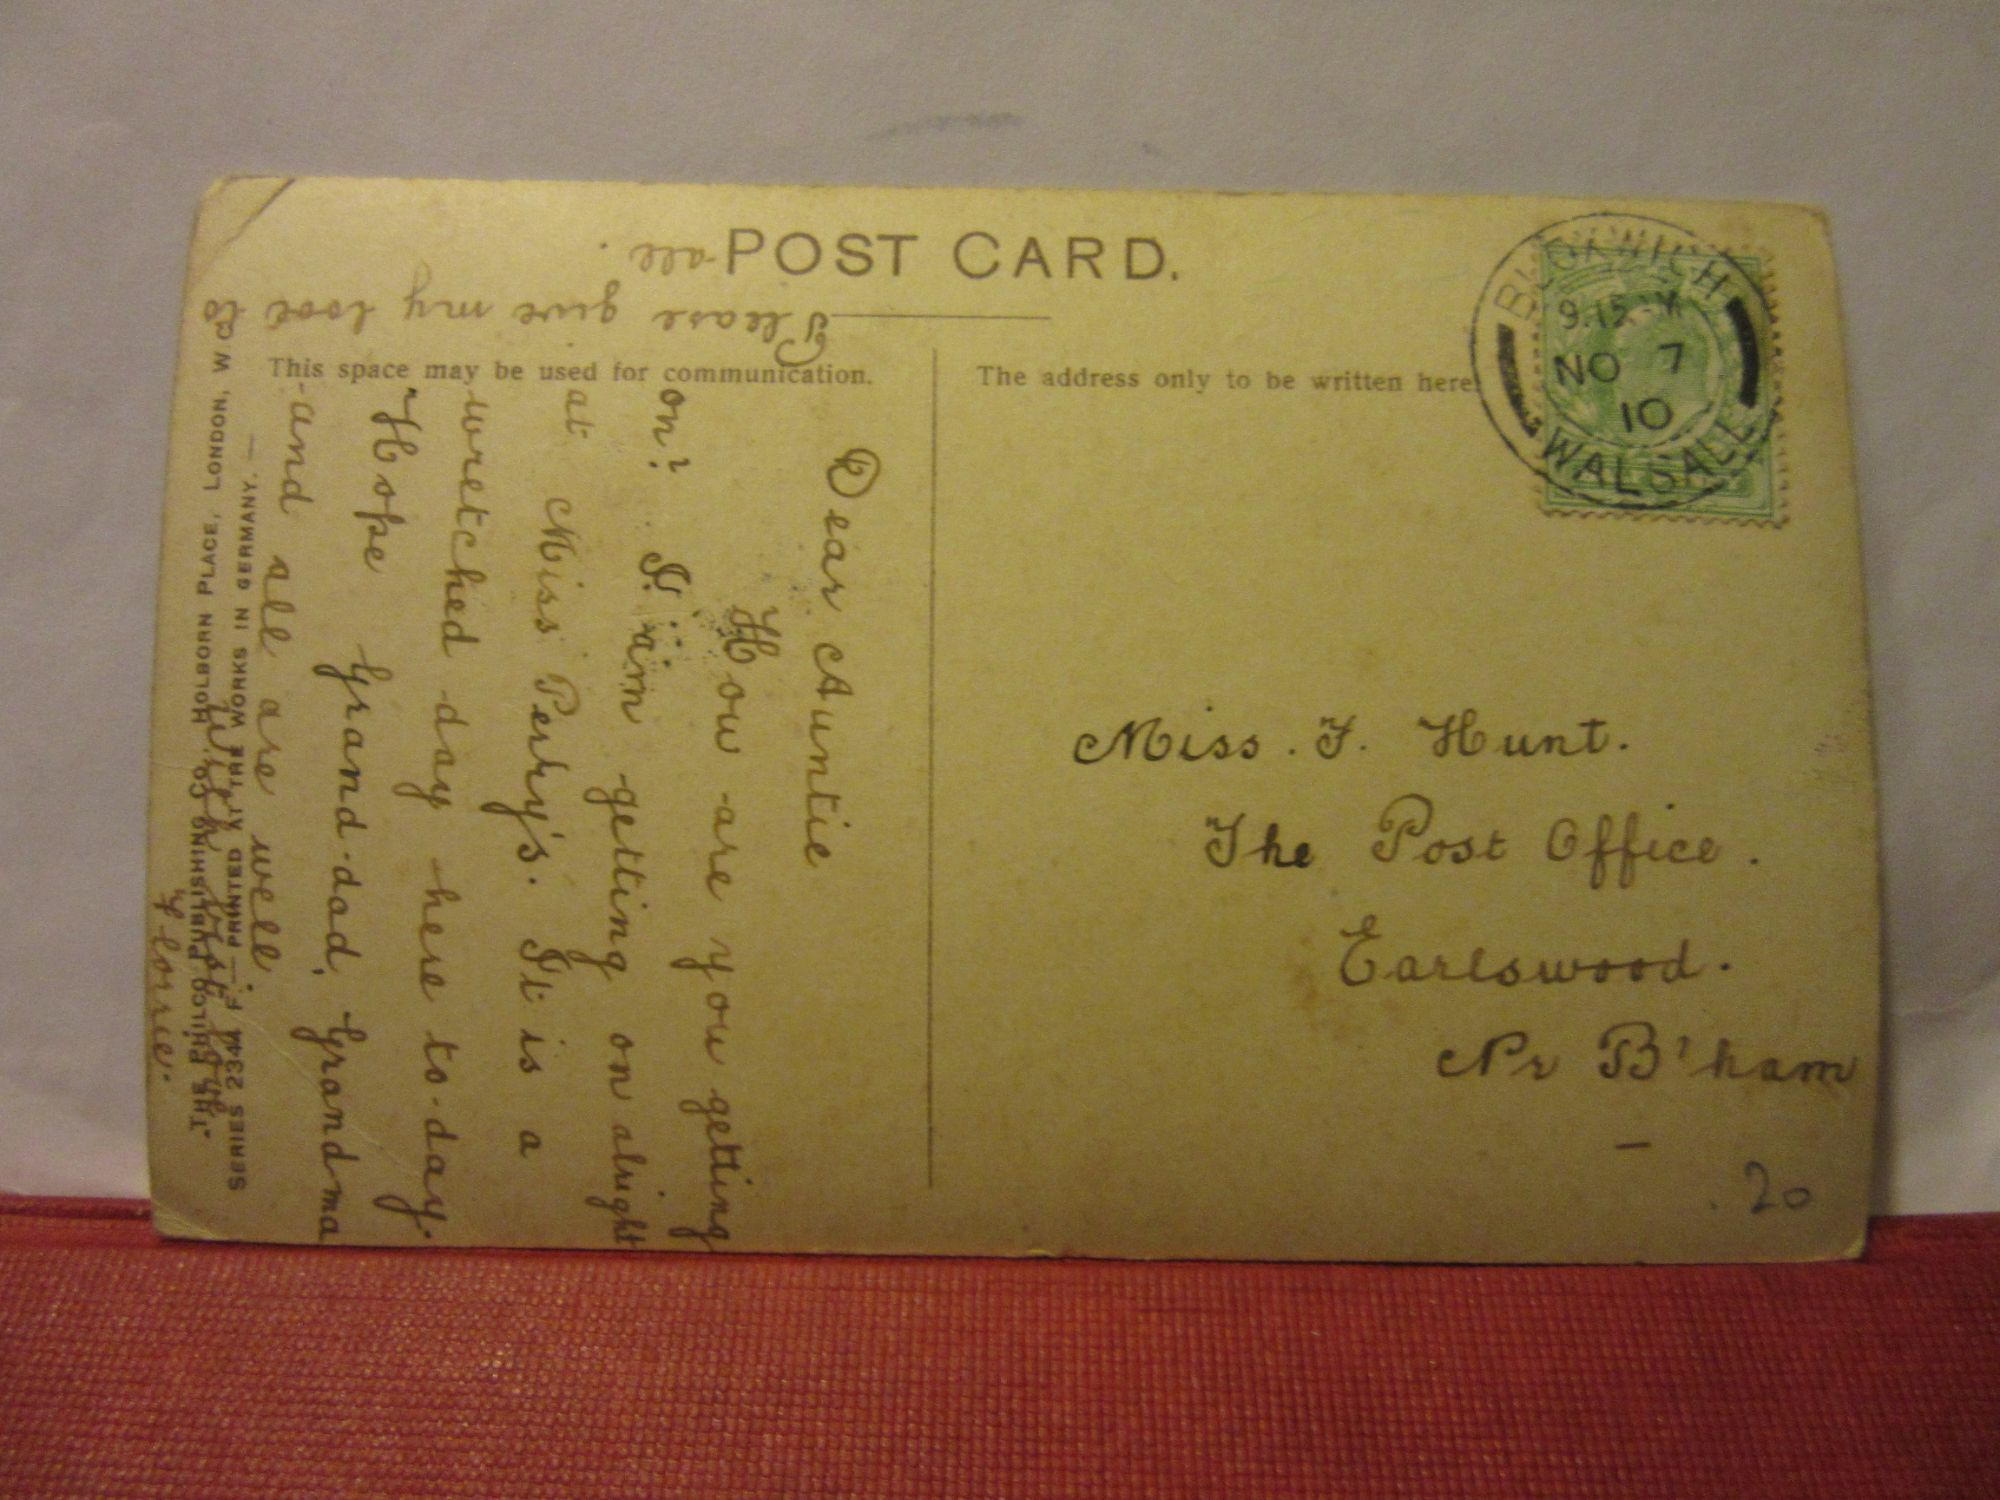 POST CARD.
This space may be used for communication.
The address only to be written here.
BLOXWICH
9.15
NO 7
10
WALSALL
Dear Auntie
How are you getting
on? I am getting on alright
at Miss Perky's. It is a
wretched day here to-day.
Hope Grand-dad, Grandma
and all are well.
With best love
Florrie.
Please give my love to
all.
Miss. F. Hunt.
The Post Office.
Earlswood.
Nr B'ham
20
THE PHILCO PUBLISHING CO., HOLBORN PLACE, LONDON, W C
SERIES 2344 F. — PRINTED AT THE WORKS IN GERMANY. —